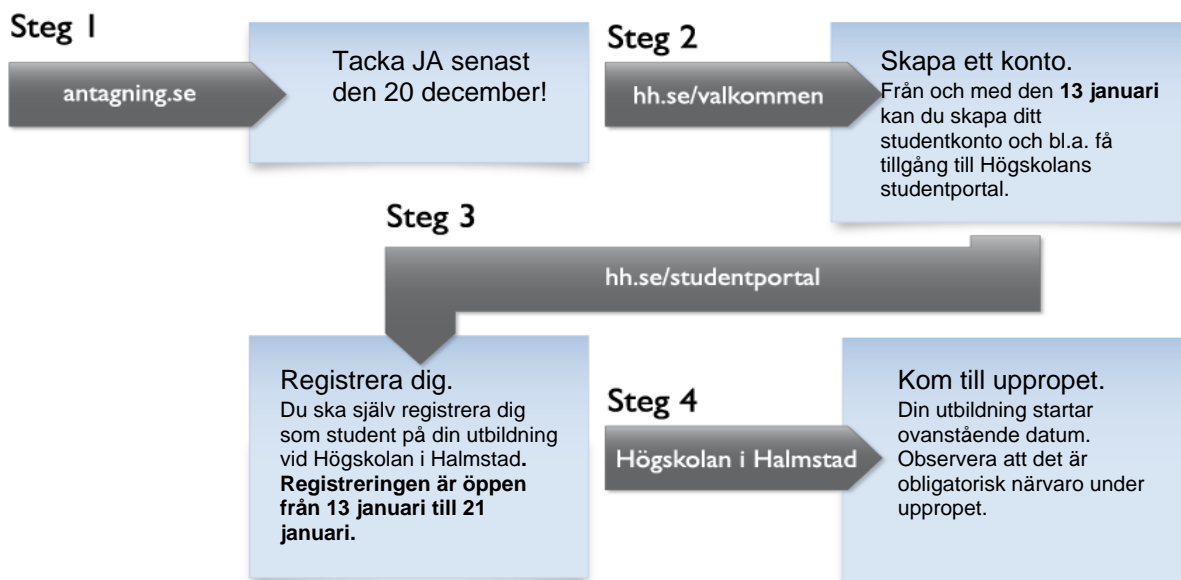 Steg 1
antagning.se
Tacka JA senast
den 20 december!
Steg 2
hh.se/valkommen
Skapa ett konto.
Från och med den 13 januari
kan du skapa ditt
studentkonto och bl.a. få
tillgång till Högskolans
studentportal.
Steg 3
hh.se/studentportal
Registrera dig.
Du ska själv registrera dig
som student på din utbildning
vid Högskolan i Halmstad.
Registreringen är öppen
från 13 januari till 21
januari.
Steg 4
Högskolan i Halmstad
Kom till uppropet.
Din utbildning startar
ovanstående datum.
Observera att det är
obligatorisk närvaro under
uppropet.